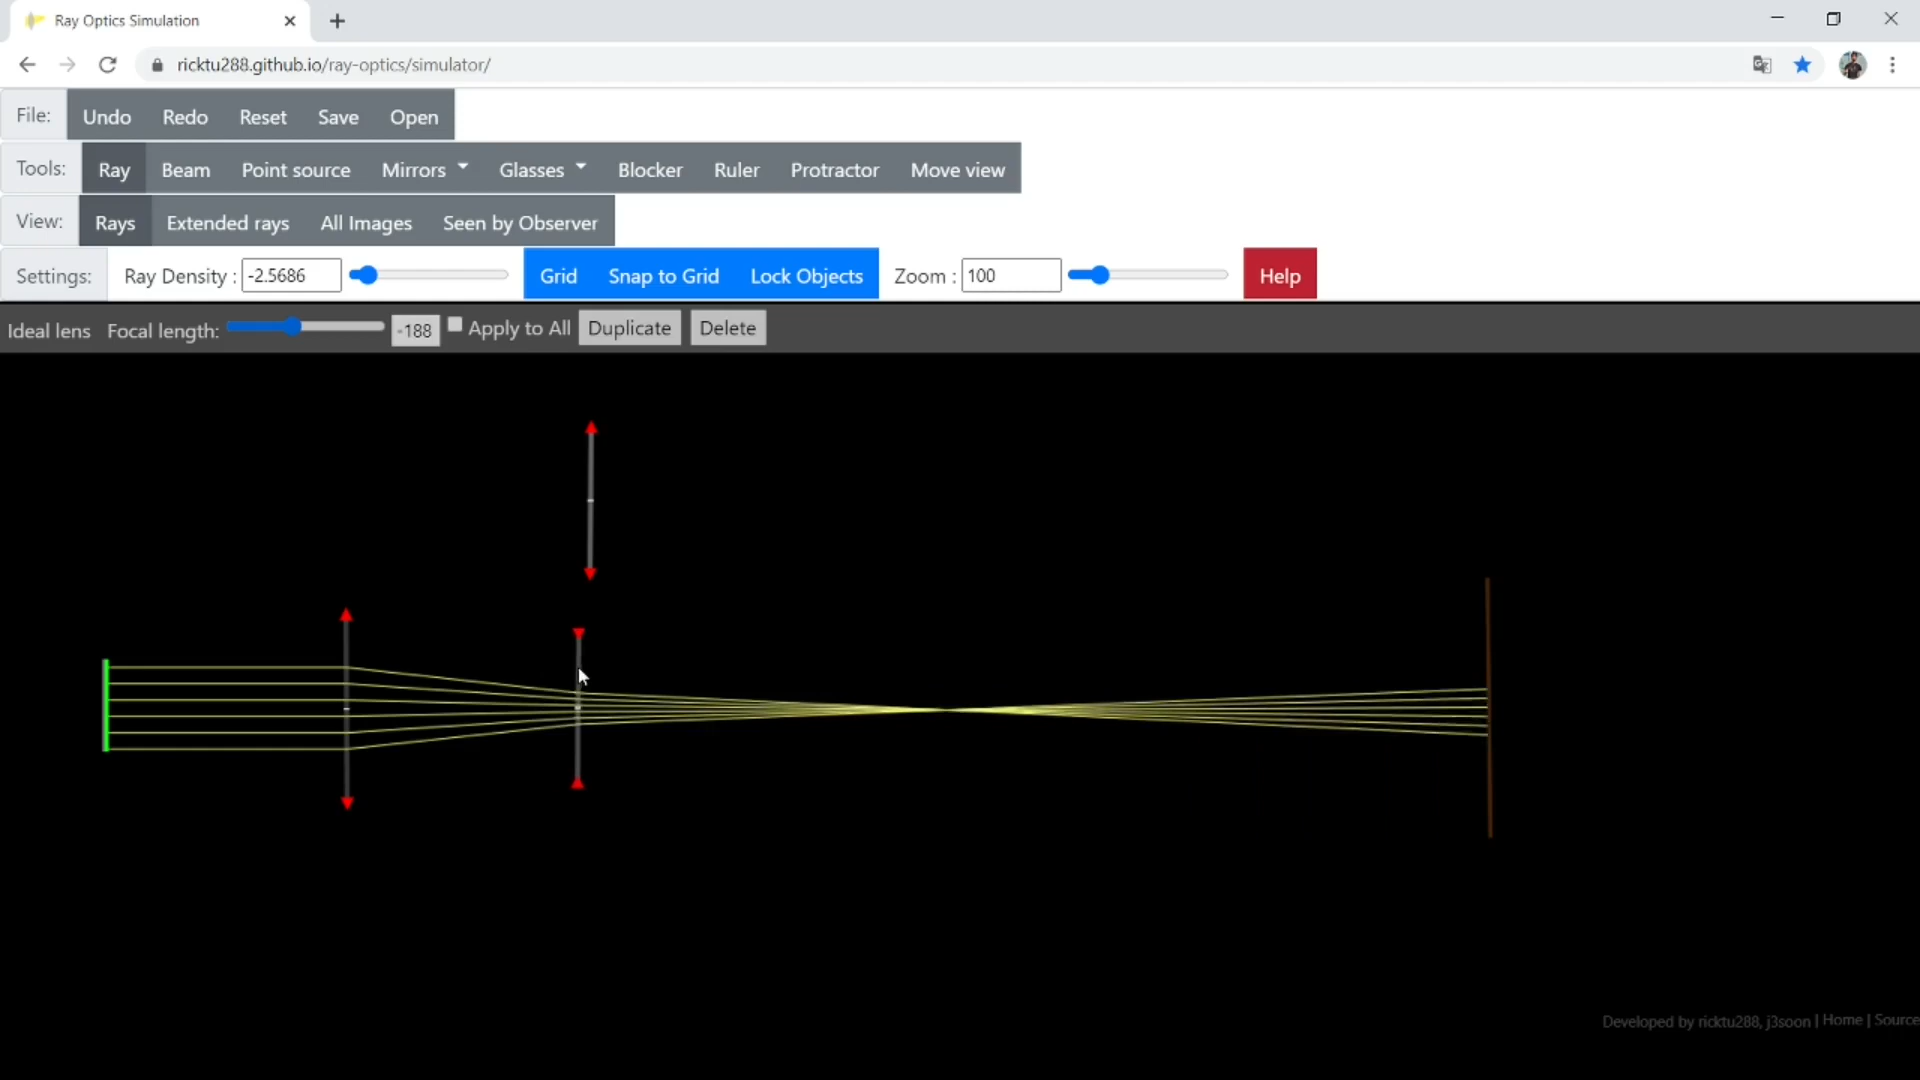 Ray Optics Simulation
ricktu288.github.io/ray-optics/simulator/
File: Undo Redo Reset Save Open
Tools: Ray Beam Point source Mirrors Glasses Blocker Ruler Protractor Move view
View: Rays Extended rays All Images Seen by Observer
Settings: Ray Density : -2.5686 Grid Snap to Grid Lock Objects Zoom : 100 Help
Ideal lens Focal length: -188 Apply to All Duplicate Delete
Developed by ricktu288, j3soon | Home | Source